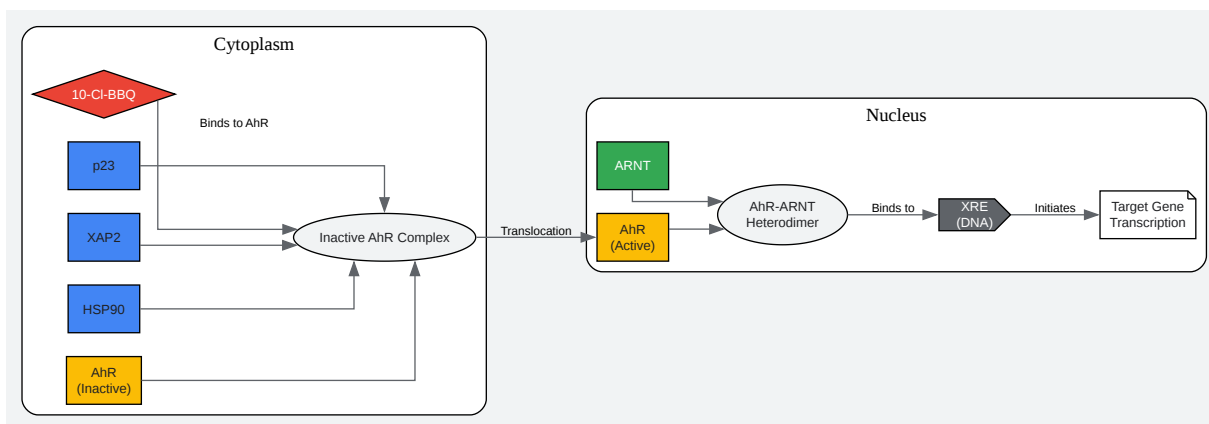 Cytoplasm
10-Cl-BBQ
Binds to AhR
p23
XAP2
HSP90
AhR
(Inactive)
Inactive AhR Complex
Translocation
Nucleus
ARNT
AhR
(Active)
AhR-ARNT
Heterodimer
Binds to
XRE
(DNA)
Initiates
Target Gene
Transcription